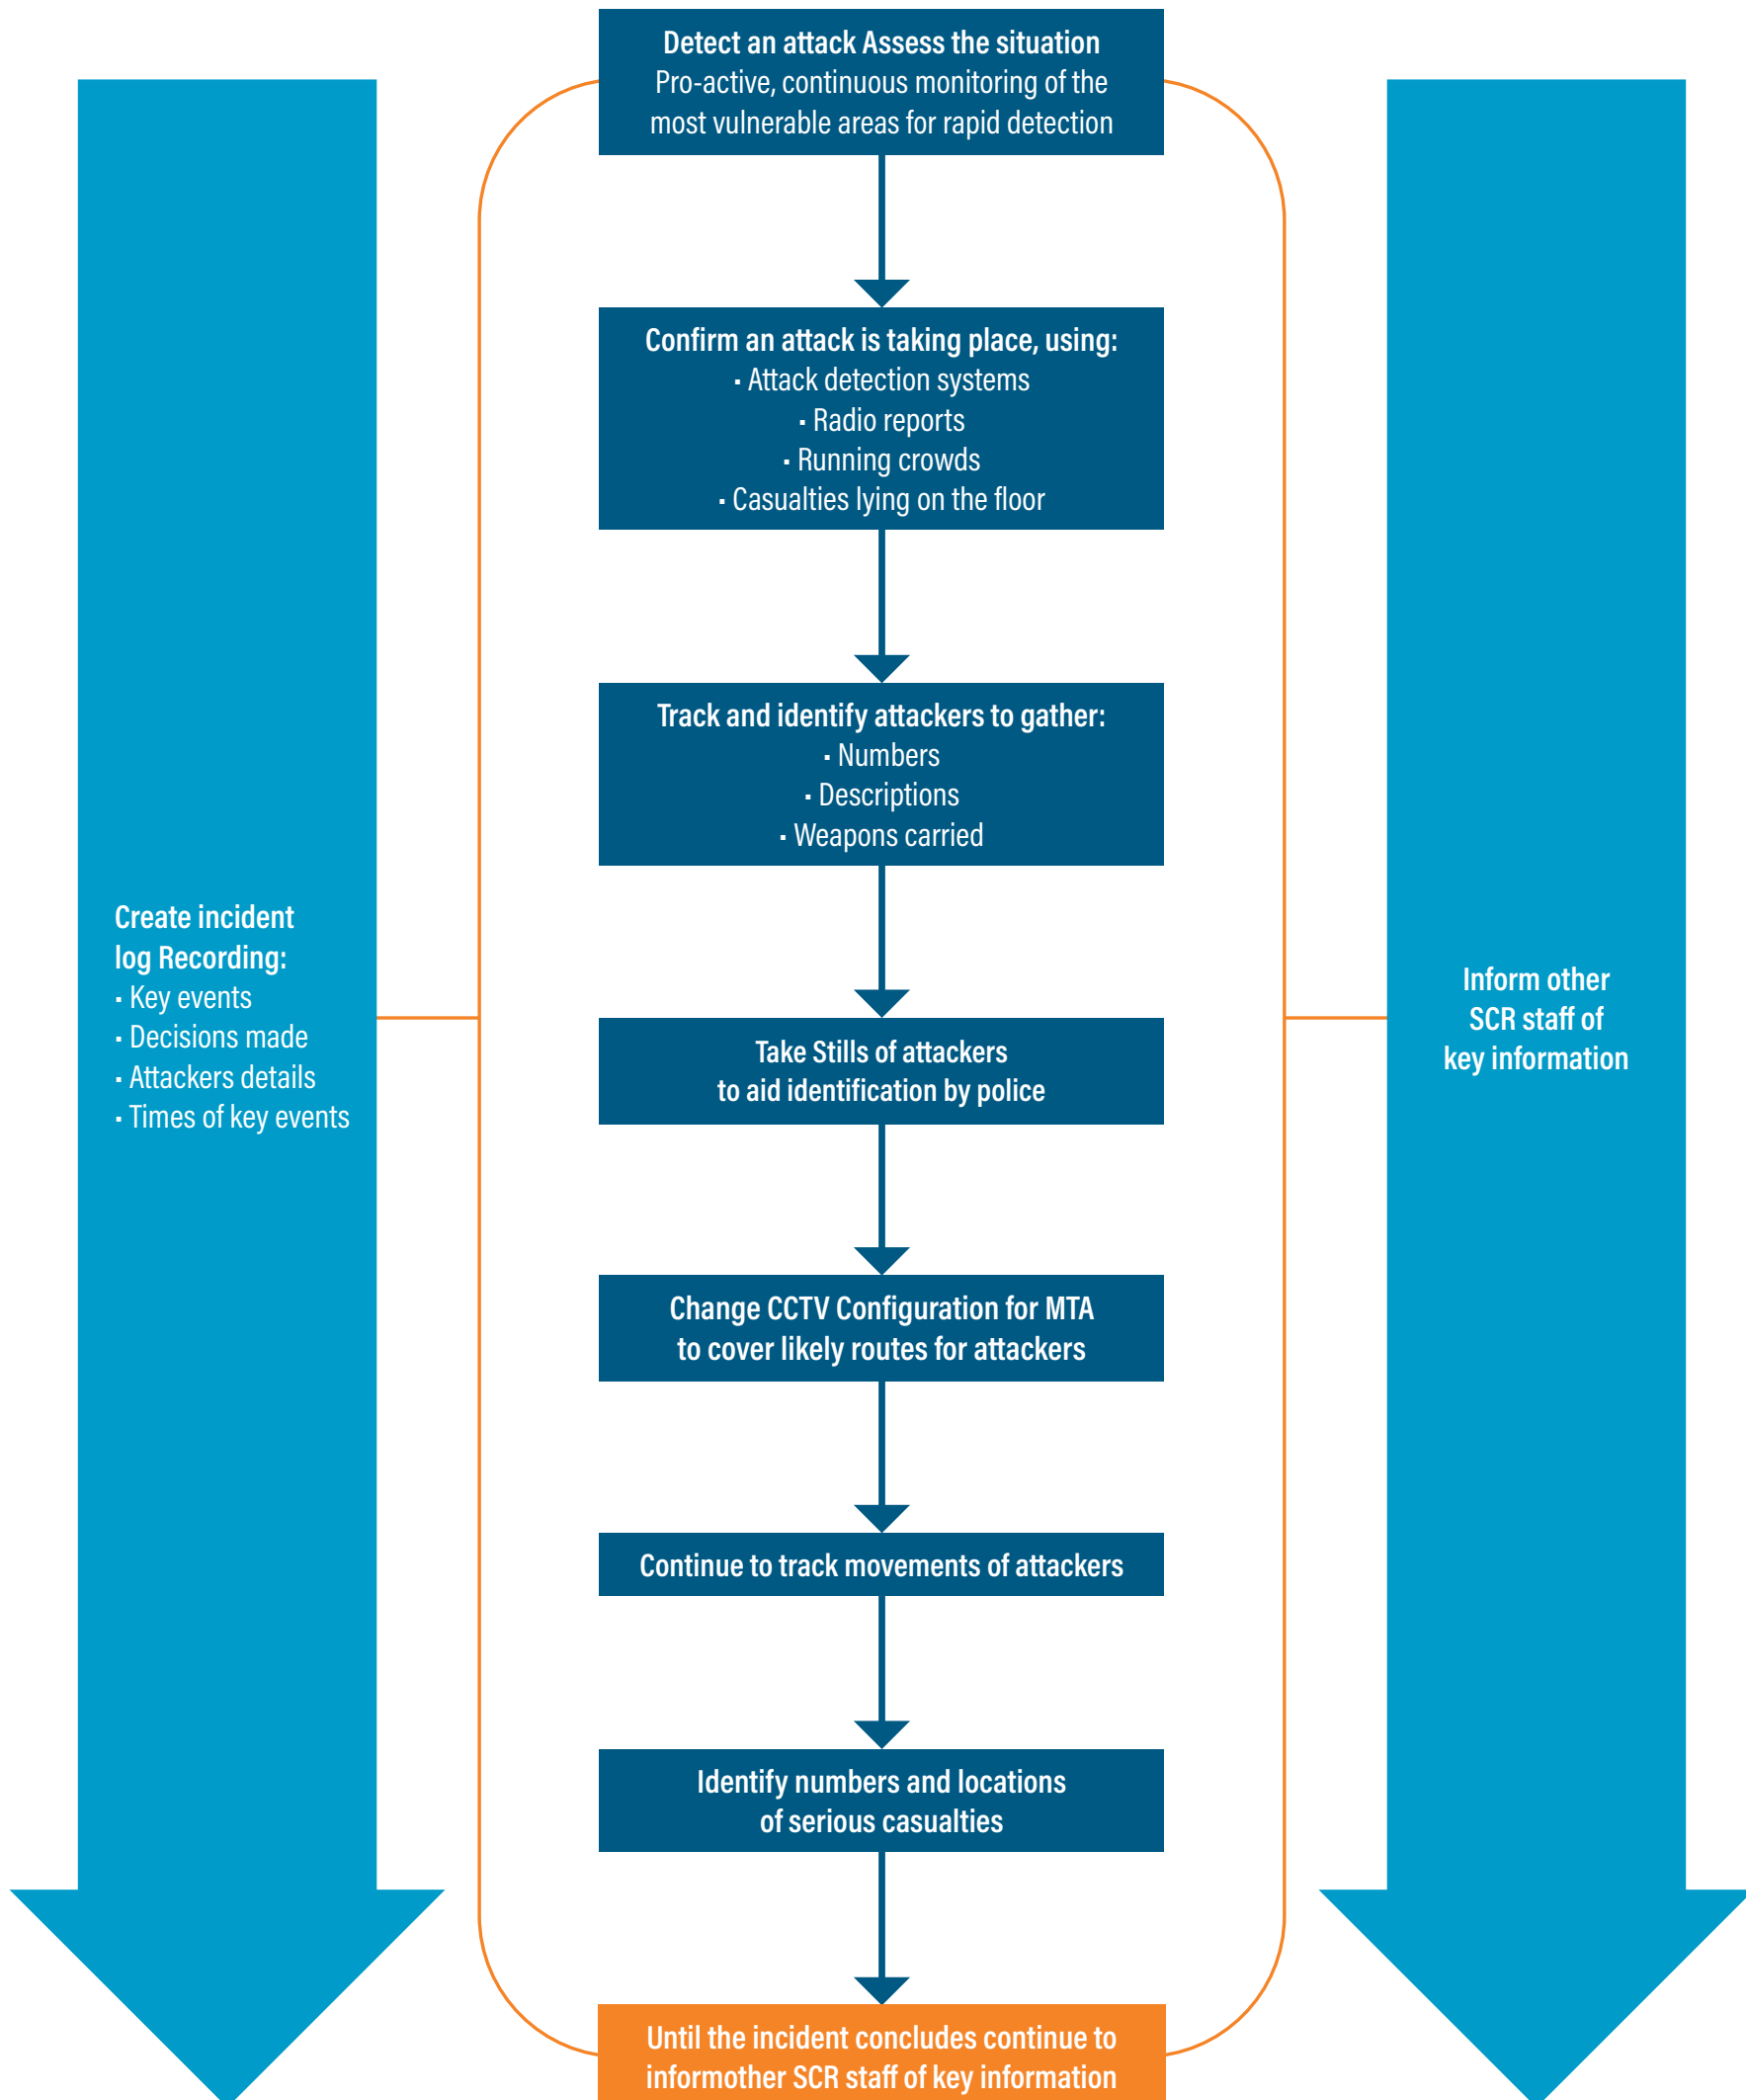 Detect an attack Assess the situation
Pro-active, continuous monitoring of the
most vulnerable areas for rapid detection
Confirm an attack is taking place, using:
▪ Attack detection systems
▪ Radio reports
▪ Running crowds
▪ Casualties lying on the floor
Track and identify attackers to gather:
▪ Numbers
▪ Descriptions
▪ Weapons carried
Create incident
log Recording:
▪ Key events
▪ Decisions made
▪ Attackers details
▪ Times of key events
Inform other
SCR staff of
key information
Take Stills of attackers
to aid identification by police
Change CCTV Configuration for MTA
to cover likely routes for attackers
Continue to track movements of attackers
Identify numbers and locations
of serious casualties
Until the incident concludes continue to
informother SCR staff of key information